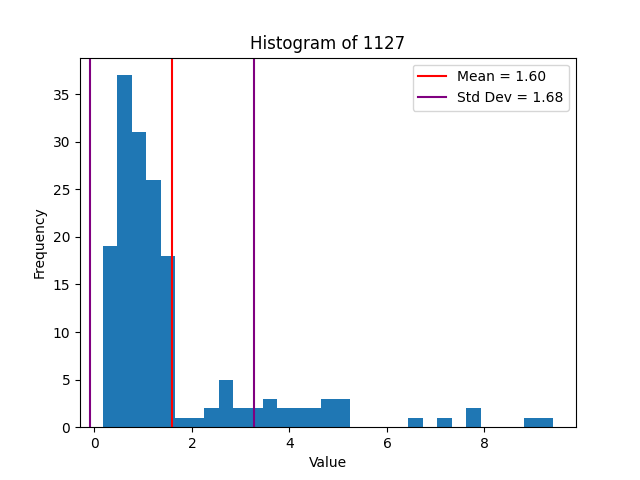 Histogram of 1127
Mean = 1.60
Std Dev = 1.68
35
30
25
20
15
10
5
0
Frequency
0 2 4 6 8
Value